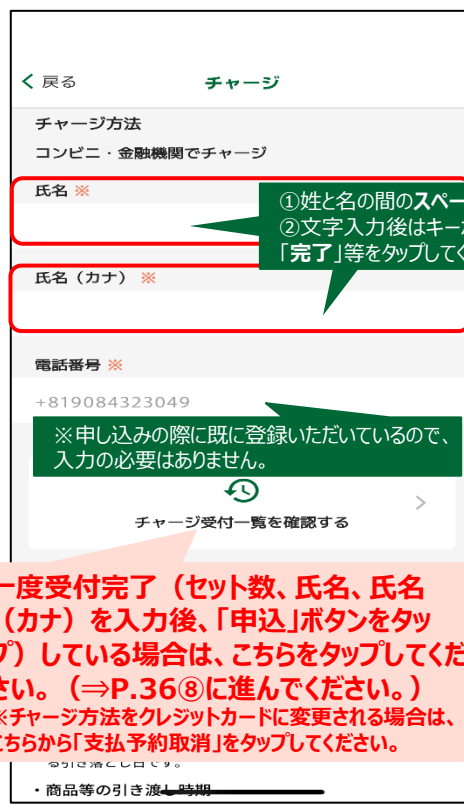 戻る
チャージ
チャージ方法
コンビニ・金融機関でチャージ
氏名 ※
①姓と名の間のスペー
②文字入力後はキーボ
「完了」等をタップしてく
氏名（カナ） ※
電話番号 ※
+819084323049
※申し込みの際に既に登録いただいているので、
入力の必要はありません。
チャージ受付一覧を確認する
一度受付完了（セット数、氏名、氏名
（カナ）を入力後、「申込」ボタンをタッ
プ）している場合は、こちらをタップしてくだ
さい。（⇒P.36⑧に進んでください。）
※チャージ方法をクレジットカードに変更される場合は、
こちらから「支払予約取消」をタップしてください。
る引き落とし日です。
・商品等の引き渡し時期